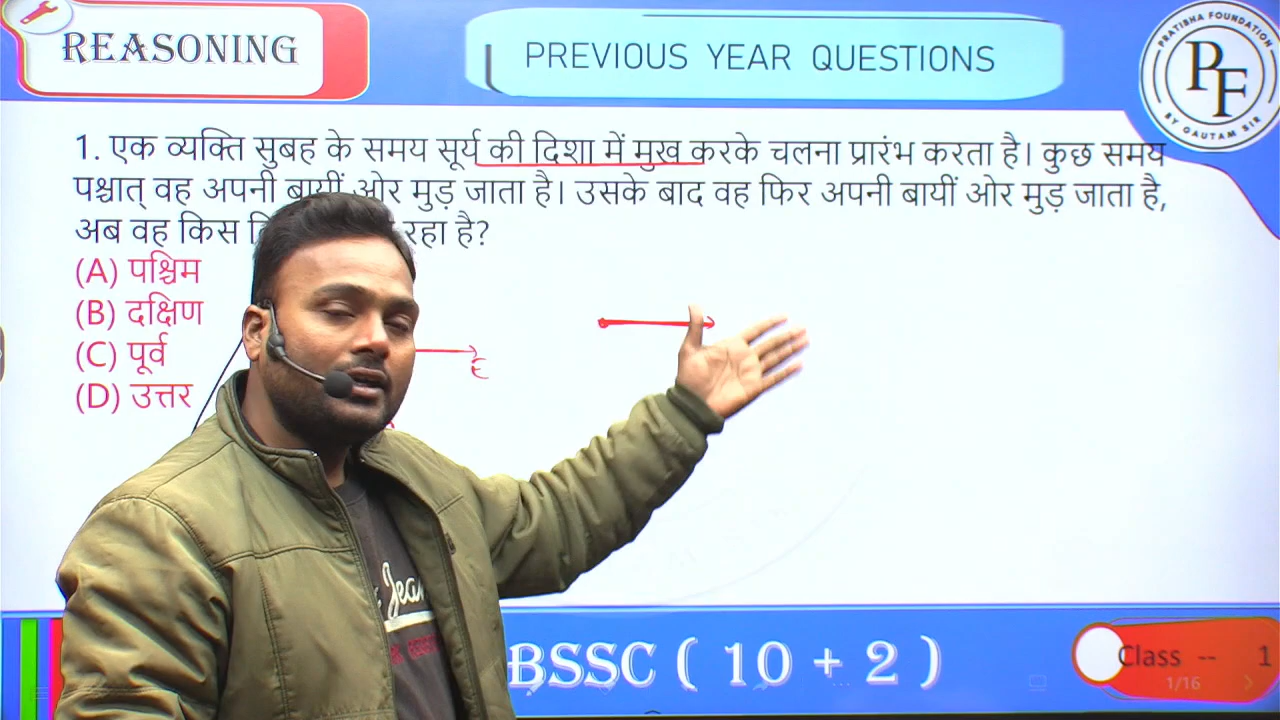 REASONING
PREVIOUS YEAR QUESTIONS
PRATIBHA FOUNDATION
PF
BY GAUTAM SIR
1. एक व्यक्ति सुबह के समय सूर्य की दिशा में मुख करके चलना प्रारंभ करता है। कुछ समय
पश्चात् वह अपनी बायीं ओर मुड़ जाता है। उसके बाद वह फिर अपनी बायीं ओर मुड़ जाता है,
अब वह किस रहा है?
(A) पश्चिम
(B) दक्षिण
(C) पूर्व
(D) उत्तर
E
Jea
BSSC ( 10 + 2 )
Class -- 1
1/16